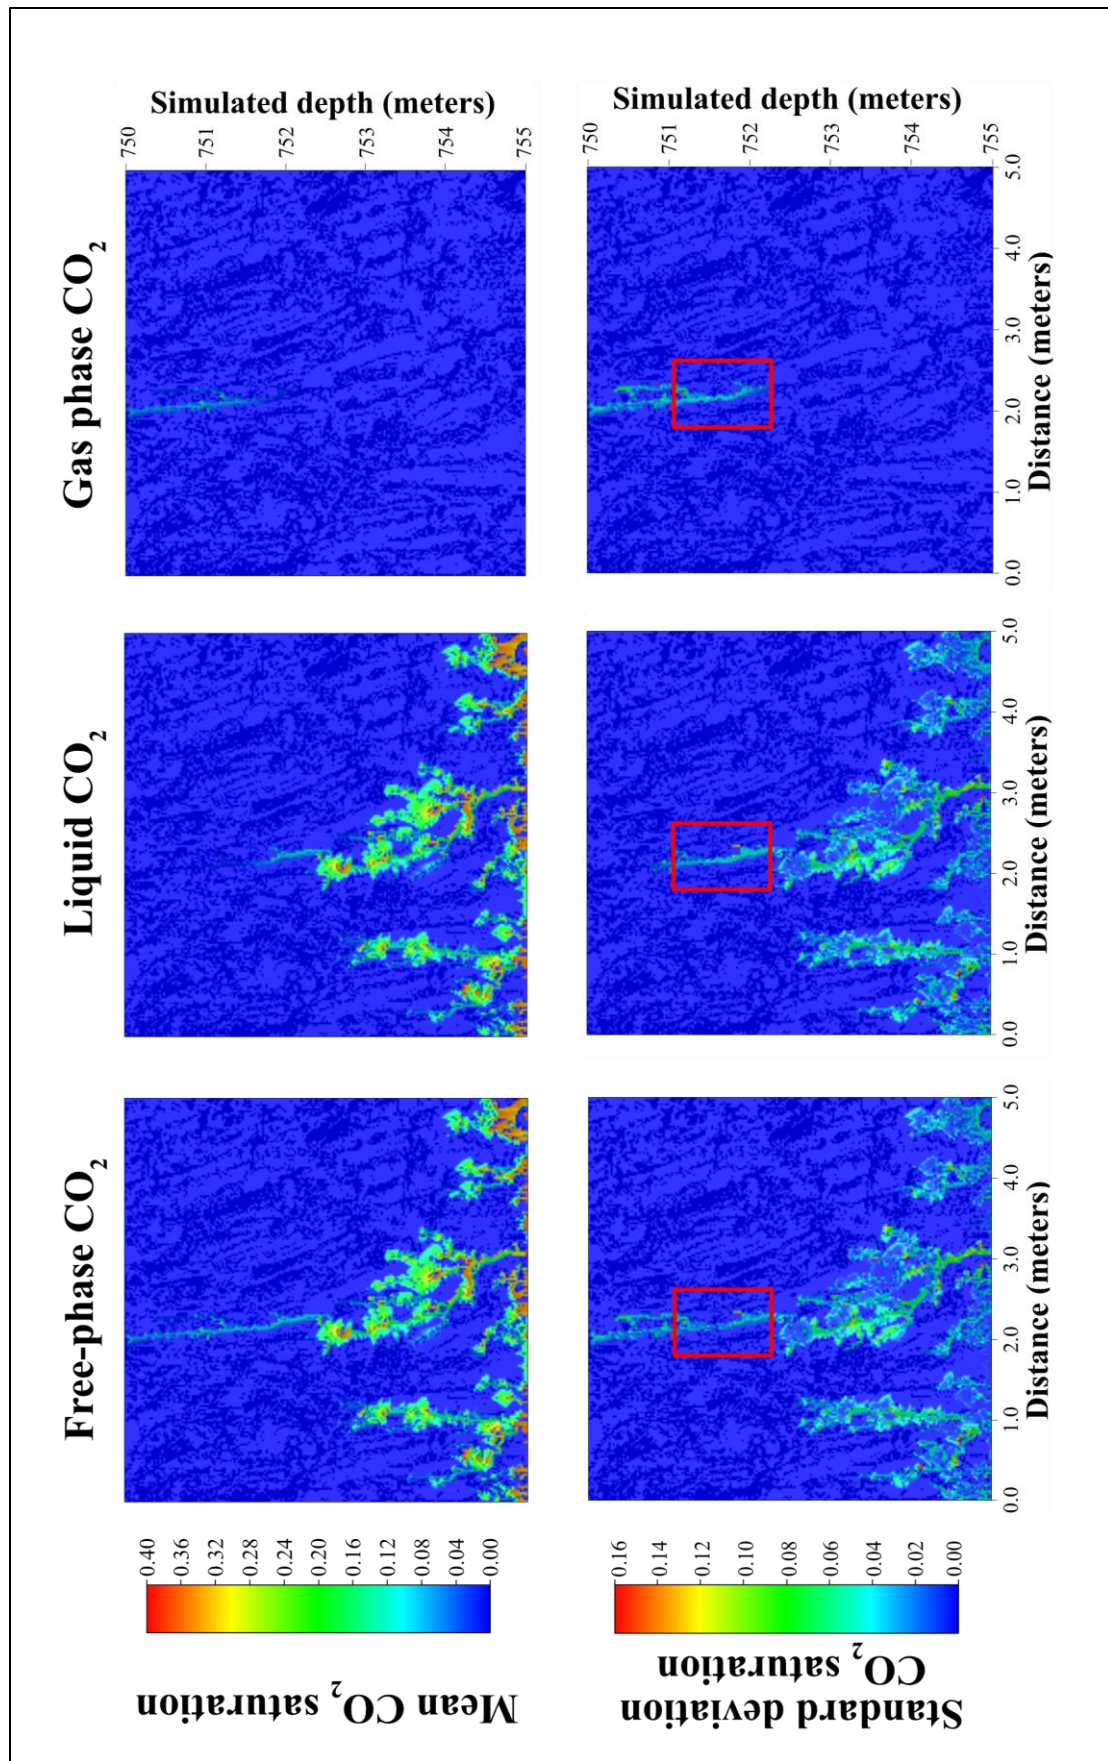 Free-phase CO₂
Liquid CO₂
Gas phase CO₂
Mean CO₂ saturation
0.40
0.36
0.32
0.28
0.24
0.20
0.16
0.12
0.08
0.04
0.00
750
751
752
753
754
755
Simulated depth (meters)
Standard deviation
CO₂ saturation
0.16
0.14
0.12
0.10
0.08
0.06
0.04
0.02
0.00
750
751
752
753
754
755
Simulated depth (meters)
0.0 1.0 2.0 3.0 4.0 5.0
Distance (meters)
0.0 1.0 2.0 3.0 4.0 5.0
Distance (meters)
0.0 1.0 2.0 3.0 4.0 5.0
Distance (meters)